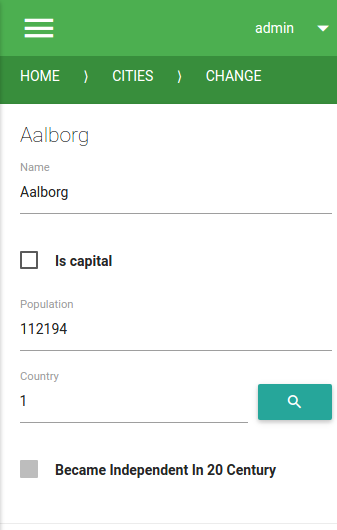 admin
HOME 〉 CITIES 〉 CHANGE
Aalborg
Name
Aalborg
Is capital
Population
112194
Country
1
Became Independent In 20 Century